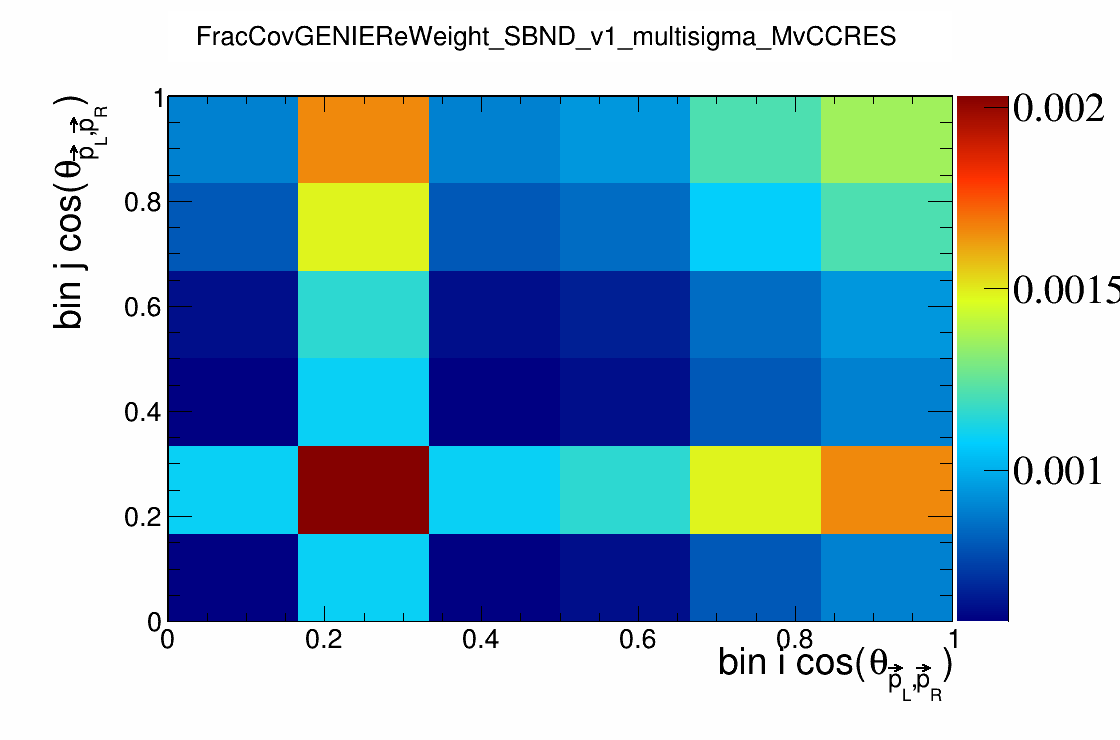 FracCovGENIEReWeight_SBND_v1_multisigma_MvCCRES
bin j cos(θp⃗L,p⃗R)
1
0.8
0.6
0.4
0.2
0
0 0.2 0.4 0.6 0.8 1
bin i cos(θp⃗L,p⃗R)
0.002
0.0015
0.001